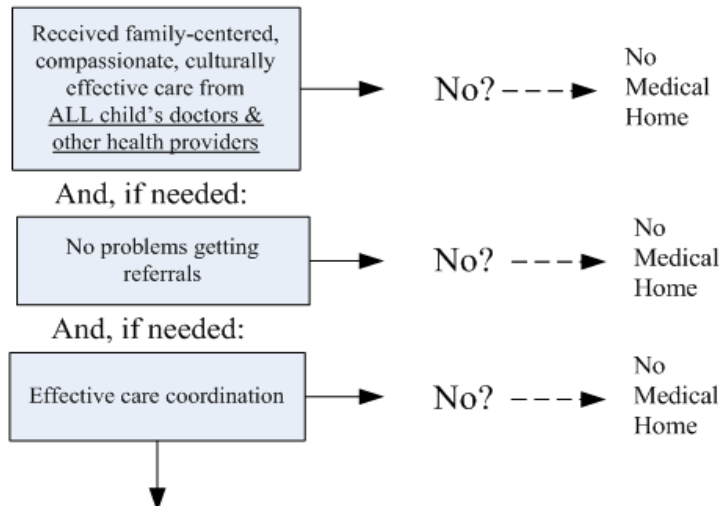 Received family-centered,
compassionate, culturally
effective care from
ALL child's doctors &
other health providers
No?
No
Medical
Home
And, if needed:
No problems getting
referrals
No?
No
Medical
Home
And, if needed:
Effective care coordination
No?
No
Medical
Home